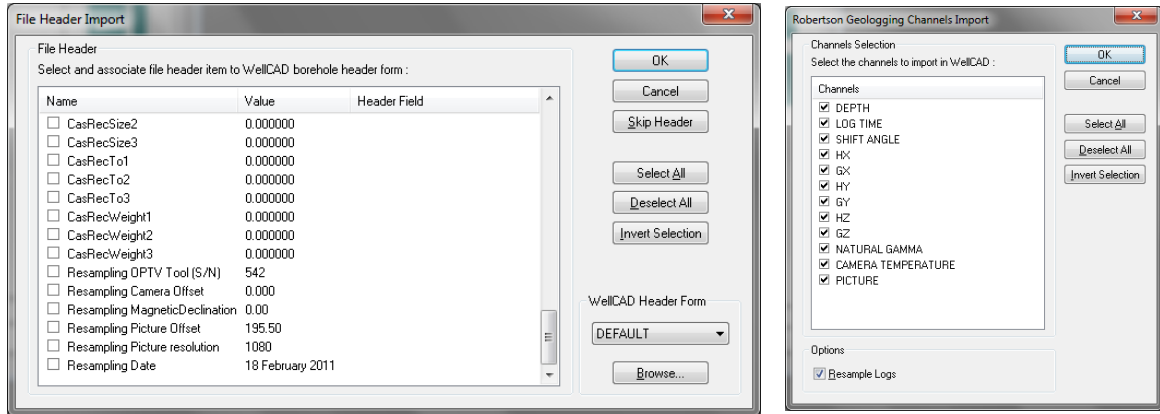 File Header Import
File Header
Select and associate file header item to WellCAD borehole header form :
Name Value Header Field
CasRecSize2 0.000000
CasRecSize3 0.000000
CasRecTo1 0.000000
CasRecTo2 0.000000
CasRecTo3 0.000000
CasRecWeight1 0.000000
CasRecWeight2 0.000000
CasRecWeight3 0.000000
Resampling OPTV Tool (S/N) 542
Resampling Camera Offset 0.000
Resampling MagneticDeclination 0.00
Resampling Picture Offset 195.50
Resampling Picture resolution 1080
Resampling Date 18 February 2011
OK
Cancel
Skip Header
Select All
Deselect All
Invert Selection
WellCAD Header Form
DEFAULT
Browse...
Robertson Geologging Channels Import
Channels Selection
Select the channels to import in WellCAD :
Channels
DEPTH
LOG TIME
SHIFT ANGLE
HX
GX
HY
GY
HZ
GZ
NATURAL GAMMA
CAMERA TEMPERATURE
PICTURE
Options
Resample Logs
OK
Cancel
Select All
Deselect All
Invert Selection